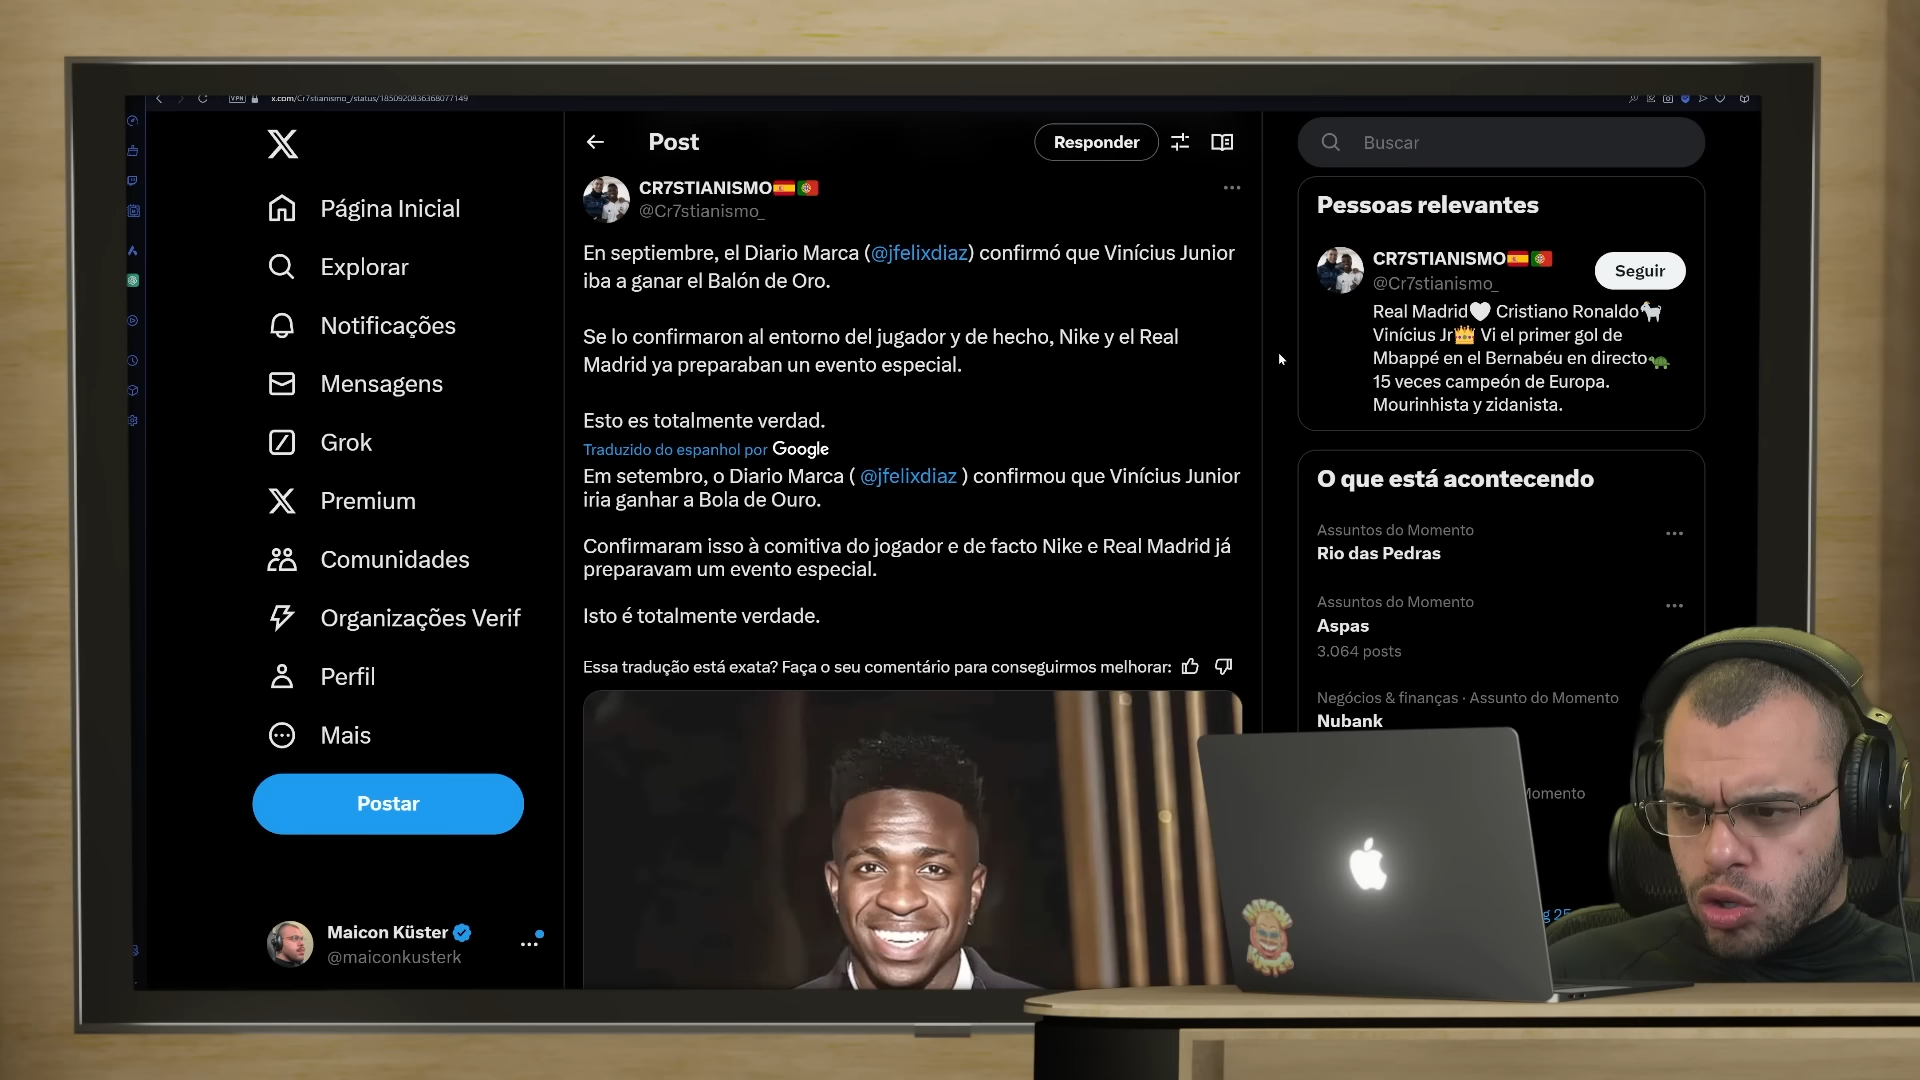 x.com/Cr7stianismo_/status/1850920836368077149
VPN
Página Inicial
Explorar
Notificações
Mensagens
Grok
Premium
Comunidades
Organizações Verif
Perfil
Mais
Postar
Maicon Küster
@maiconkusterk
Post
Responder
CR7STIANISMO
@Cr7stianismo_
En septiembre, el Diario Marca (@jfelixdiaz) confirmó que Vinícius Junior
iba a ganar el Balón de Oro.
Se lo confirmaron al entorno del jugador y de hecho, Nike y el Real
Madrid ya preparaban un evento especial.
Esto es totalmente verdad.
Traduzido do espanhol por Google
Em setembro, o Diario Marca ( @jfelixdiaz ) confirmou que Vinícius Junior
iria ganhar a Bola de Ouro.
Confirmaram isso à comitiva do jogador e de facto Nike e Real Madrid já
preparavam um evento especial.
Isto é totalmente verdade.
Essa tradução está exata? Faça o seu comentário para conseguirmos melhorar:
Buscar
Pessoas relevantes
CR7STIANISMO
@Cr7stianismo_
Seguir
Real Madrid🤍 Cristiano Ronaldo🐐
Vinícius Jr👑 Vi el primer gol de
Mbappé en el Bernabéu en directo🐢
15 veces campeón de Europa.
Mourinhista y zidanista.
O que está acontecendo
Assuntos do Momento
Rio das Pedras
Assuntos do Momento
Aspas
3.064 posts
Negócios & finanças · Assunto do Momento
Nubank
Momento